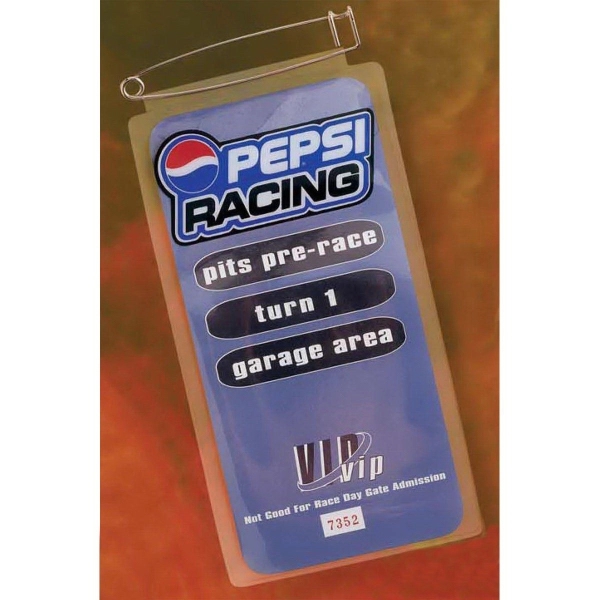 PEPSI
RACING
pits pre-race
turn 1
garage area
VIP
vip
Not Good For Race Day Gate Admission
7352